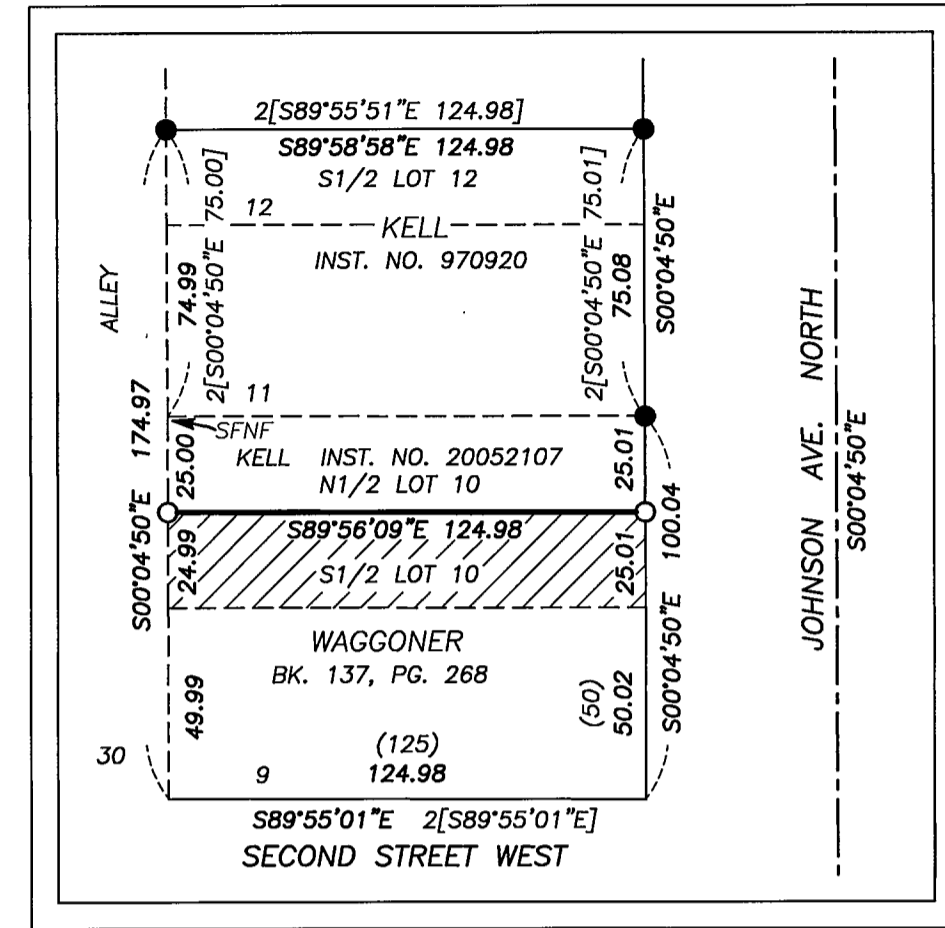 2[S89°55'51"E 124.98]
S89°58'58"E 124.98
S1/2 LOT 12
12
KELL
INST. NO. 970920
ALLEY
74.99
2[S00°04'50"E 75.00]
2[S00°04'50"E 75.01]
75.08
S00°04'50"E
JOHNSON AVE. NORTH
S00°04'50"E
11
SFNF
S00°04'50"E 174.97
25.00
KELL INST. NO. 20052107
N1/2 LOT 10
25.01
S89°56'09"E 124.98
24.99
S1/2 LOT 10
25.01
S00°04'50"E 100.04
WAGGONER
BK. 137, PG. 268
49.99
(50)
50.02
(125)
124.98
30
9
S89°55'01"E 2[S89°55'01"E]
SECOND STREET WEST